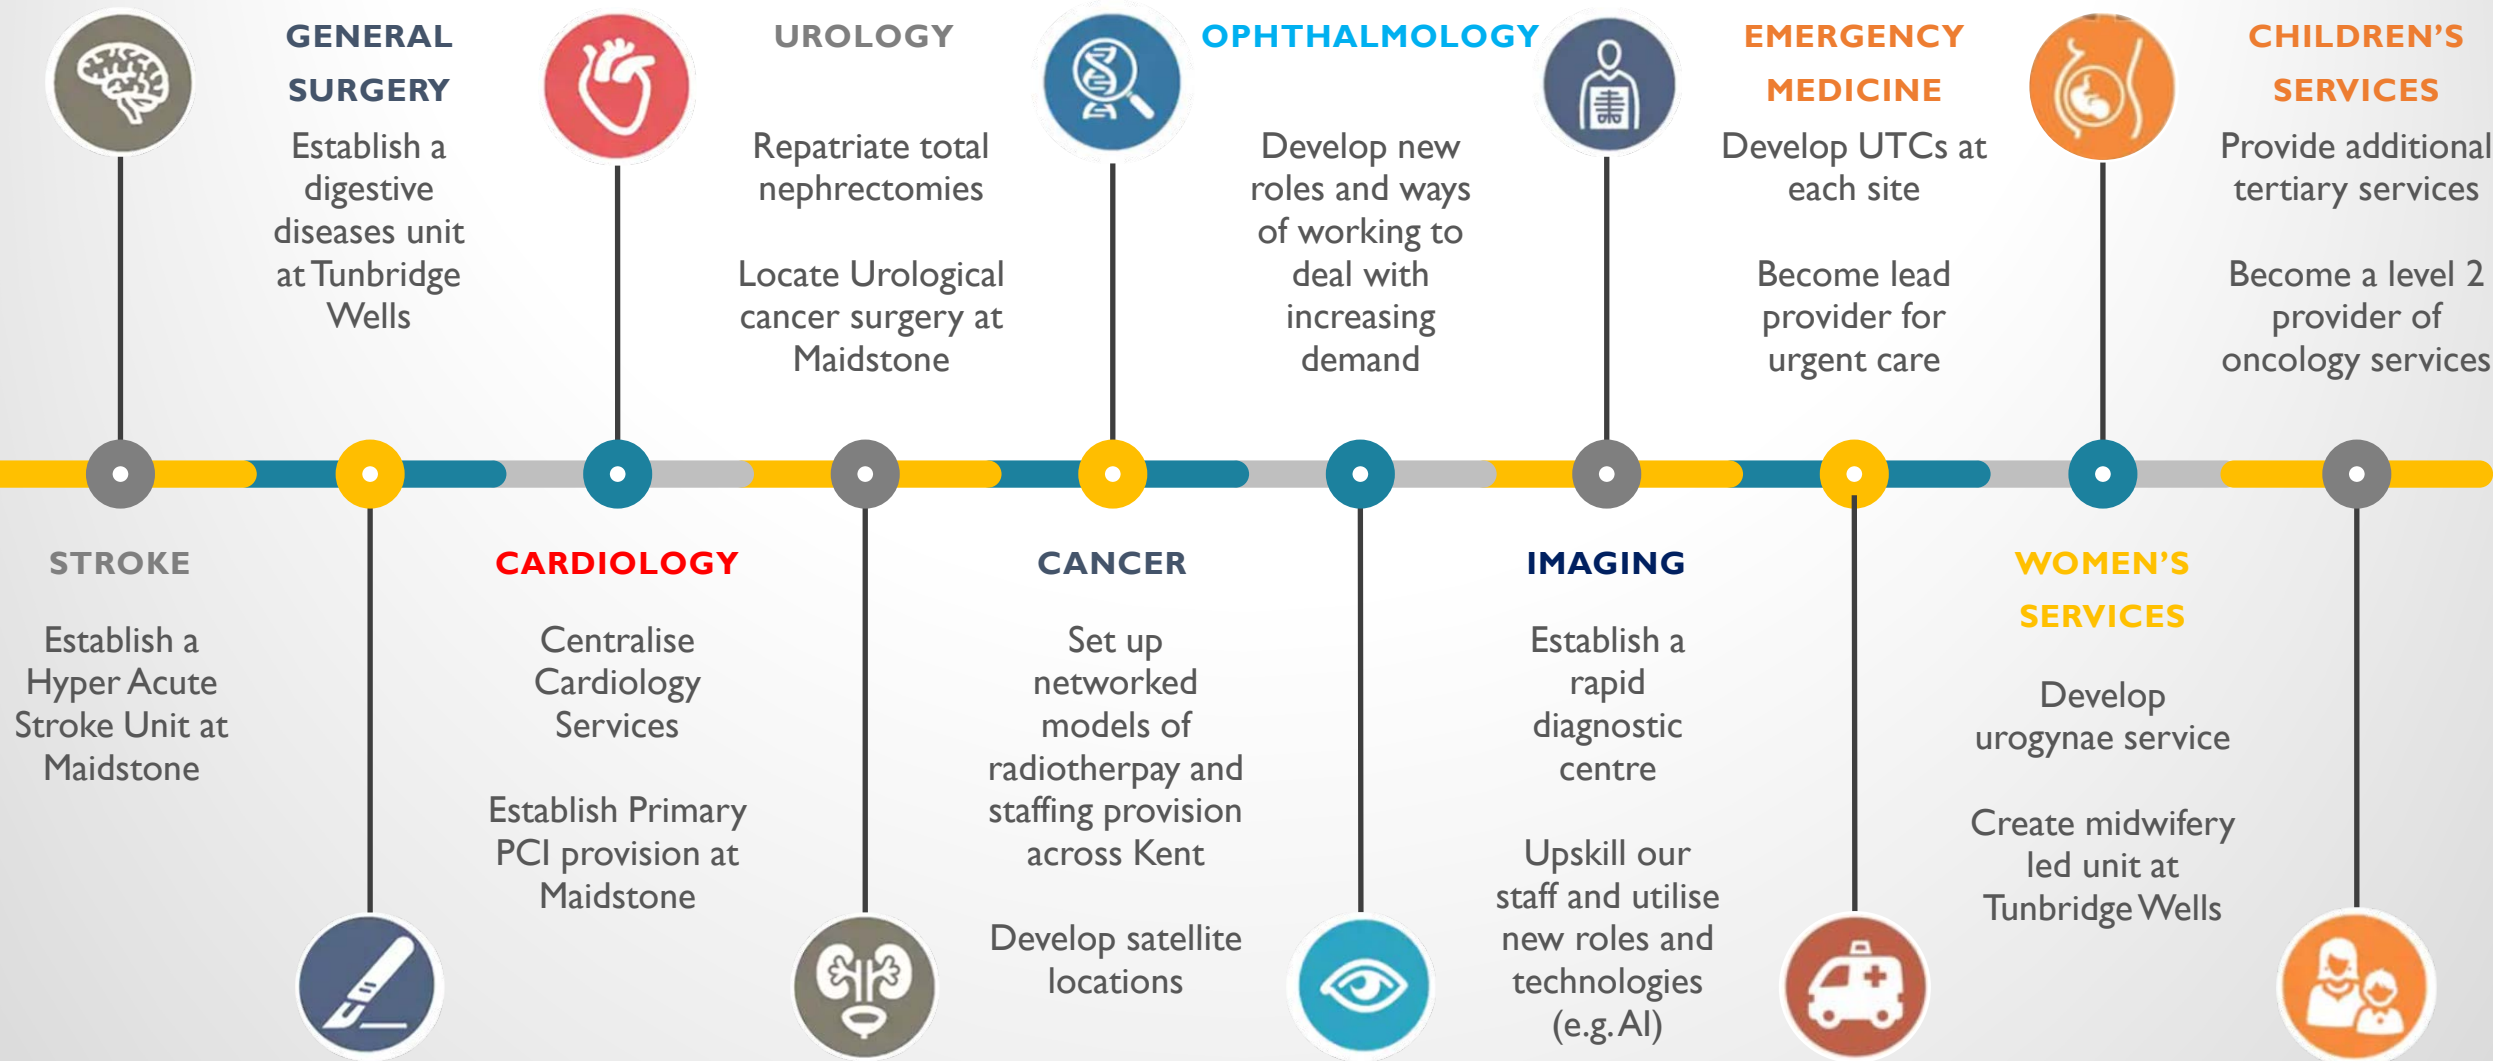 GENERAL
SURGERY
Establish a
digestive
diseases unit
at Tunbridge
Wells
UROLOGY
Repatriate total
nephrectomies
Locate Urological
cancer surgery at
Maidstone
OPHTHALMOLOGY
Develop new
roles and ways
of working to
deal with
increasing
demand
EMERGENCY
MEDICINE
Develop UTCs at
each site
Become lead
provider for
urgent care
CHILDREN'S
SERVICES
Provide additional
tertiary services
Become a level 2
provider of
oncology services
STROKE
Establish a
Hyper Acute
Stroke Unit at
Maidstone
CARDIOLOGY
Centralise
Cardiology
Services
Establish Primary
PCI provision at
Maidstone
CANCER
Set up
networked
models of
radiotherpay and
staffing provision
across Kent
Develop satellite
locations
IMAGING
Establish a
rapid
diagnostic
centre
Upskill our
staff and utilise
new roles and
technologies
(e.g. AI)
WOMEN'S
SERVICES
Develop
urogynae service
Create midwifery
led unit at
Tunbridge Wells